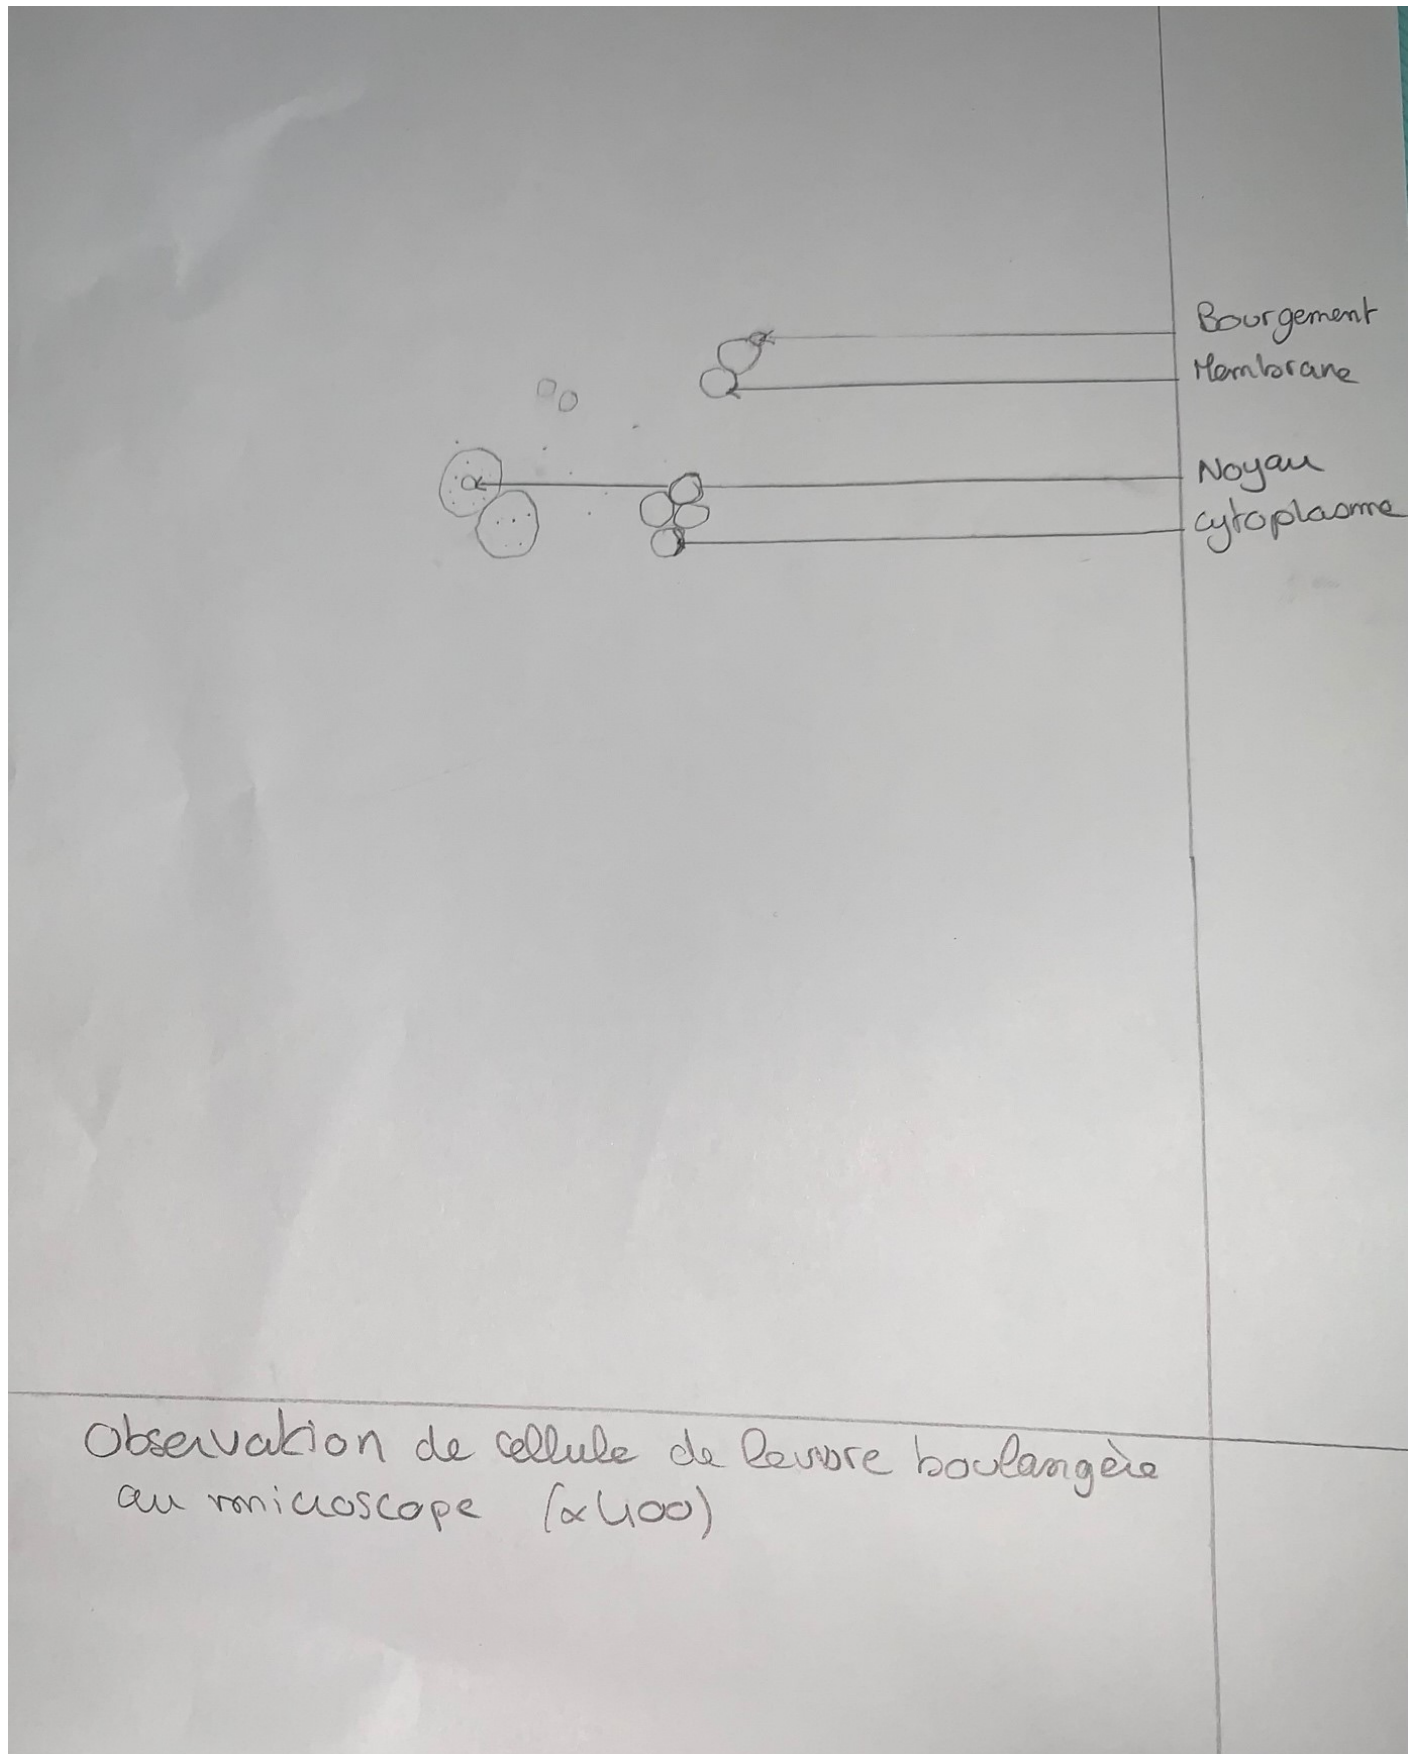 Bourgement
Membrane
Noyau
cytoplasme
Observation de cellule de levure boulangère
au microscope (x400)